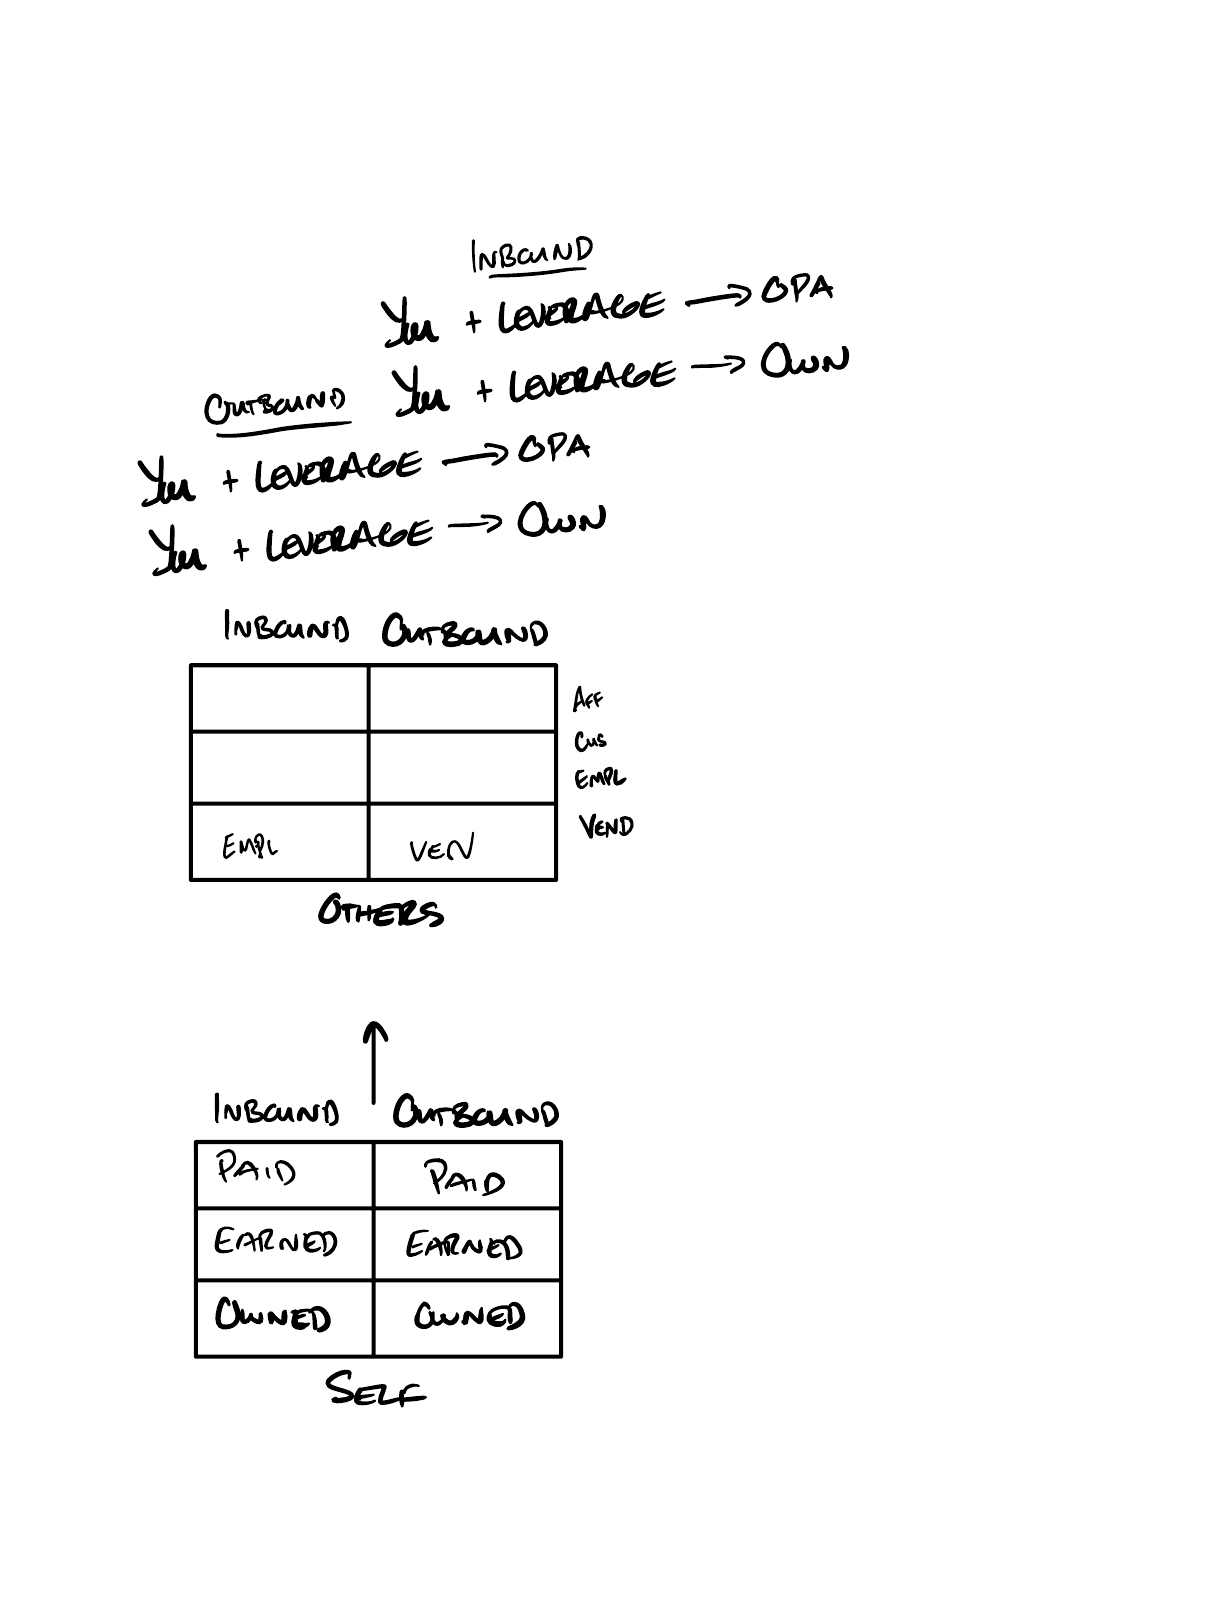 INBOUND
You + LEVERAGE → OPA
You + LEVERAGE → OWN
OUTBOUND
You + LEVERAGE → OPA
You + LEVERAGE → OWN
INBOUND OUTBOUND
AFF
CUS
EMPL
EMPL VEN VEND
OTHERS
INBOUND OUTBOUND
PAID PAID
EARNED EARNED
OWNED OWNED
SELF